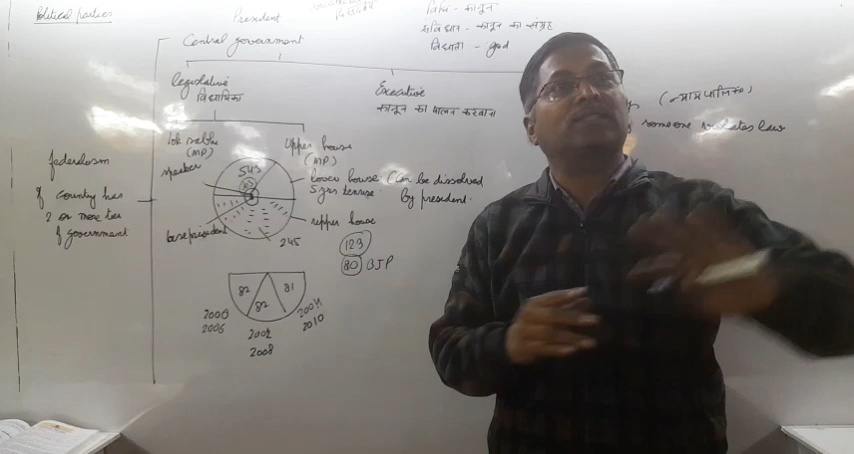 Political parties
President
विधि - कानून
संविधान - कानून का संग्रह
विधाता - god
Central government
legislative
विधायिका
Executive
कानून का पालन करवाना
(न्यायपालिका)
someone violates law
lok sabha
(MP)
upper house
(MP)
speaker
543
lower house (Can be dissolved
5 yrs tenure. by president.
upper house
245
federalism
If country has
2 or more tier
of government
123
80 BJP
82
82
81
2000
2006
2002
2008
2004
2010